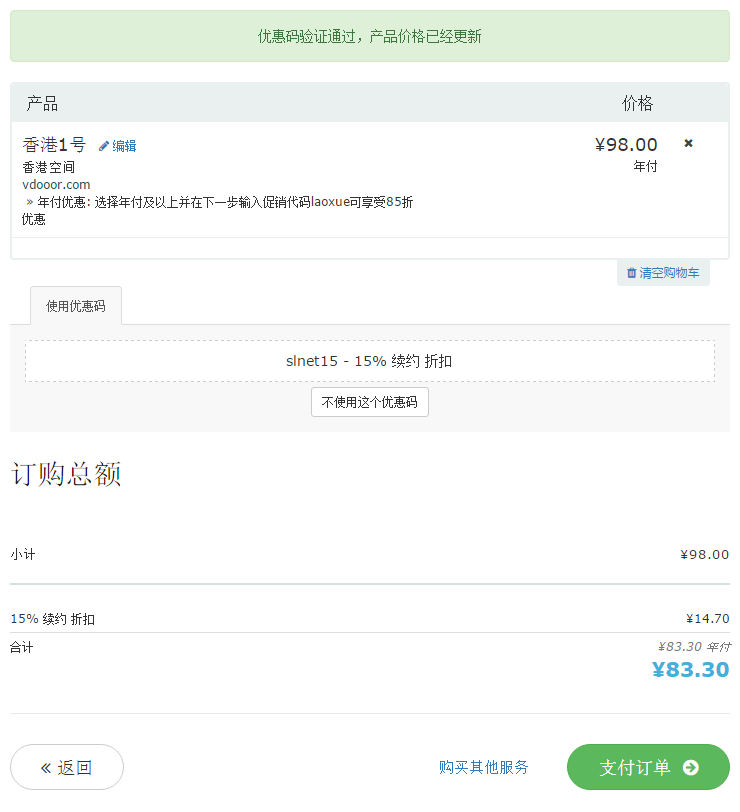 优惠码验证通过，产品价格已经更新
产品 价格
香港1号 编辑 ¥98.00 ×
香港空间 年付
vdooor.com
» 年付优惠: 选择年付及以上并在下一步输入促销代码laoxue可享受85折
优惠
清空购物车
使用优惠码
slnet15 - 15% 续约 折扣
不使用这个优惠码
订购总额
小计 ¥98.00
15% 续约 折扣 ¥14.70
合计 ¥83.30 年付
¥83.30
« 返回 购买其他服务 支付订单